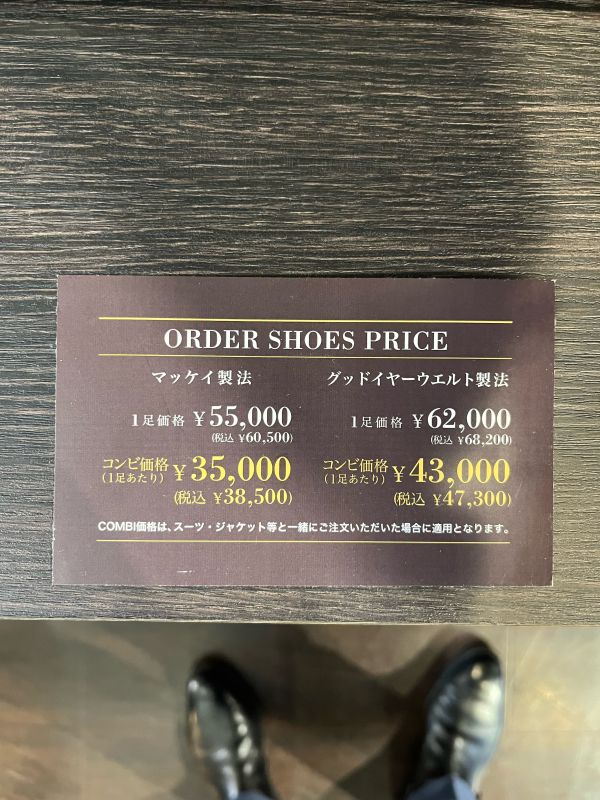 ORDER SHOES PRICE
マッケイ製法
1足価格 ¥55,000
(税込 ¥60,500)
コンビ価格 (1足あたり) ¥35,000
(税込 ¥38,500)
グッドイヤーウエルト製法
1足価格 ¥62,000
(税込 ¥68,200)
コンビ価格 (1足あたり) ¥43,000
(税込 ¥47,300)
COMBI価格は、スーツ・ジャケット等と一緒にご注文いただいた場合に適用となります。